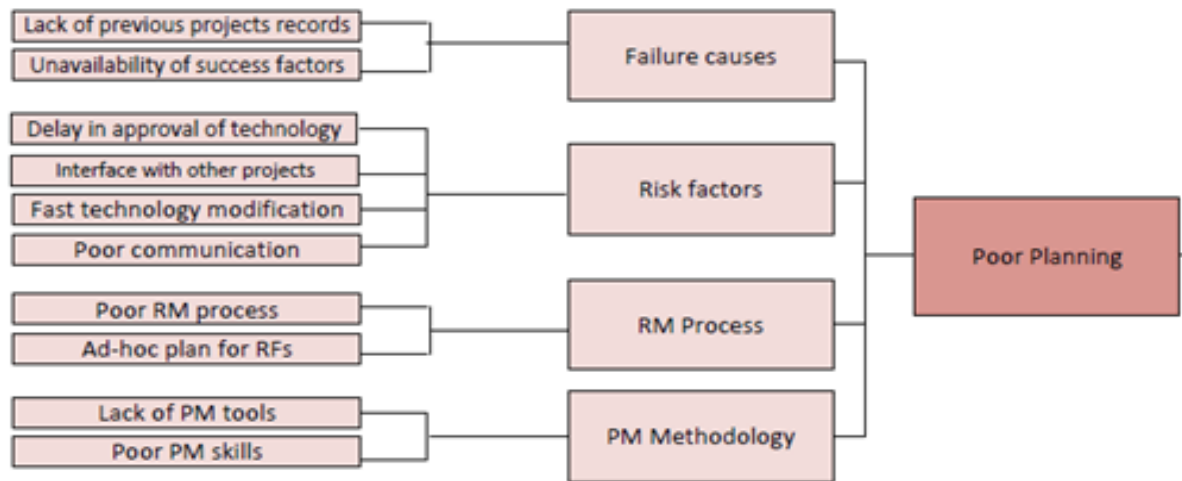 Lack of previous projects records
Unavailability of success factors
Failure causes
Delay in approval of technology
Interface with other projects
Fast technology modification
Poor communication
Risk factors
Poor RM process
Ad-hoc plan for RFs
RM Process
Lack of PM tools
Poor PM skills
PM Methodology
Poor Planning